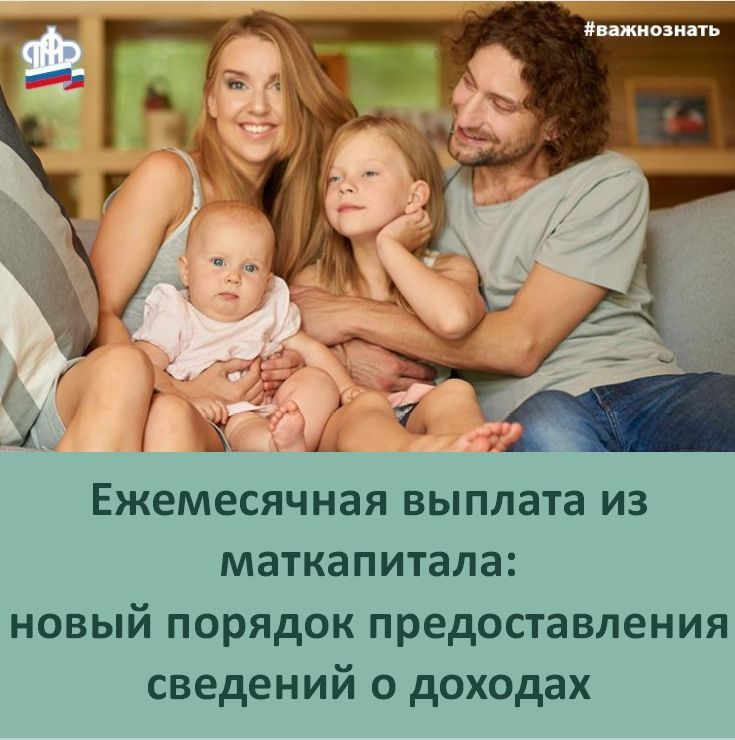 #важнознать
Ежемесячная выплата из
маткапитала:
новый порядок предоставления
сведений о доходах